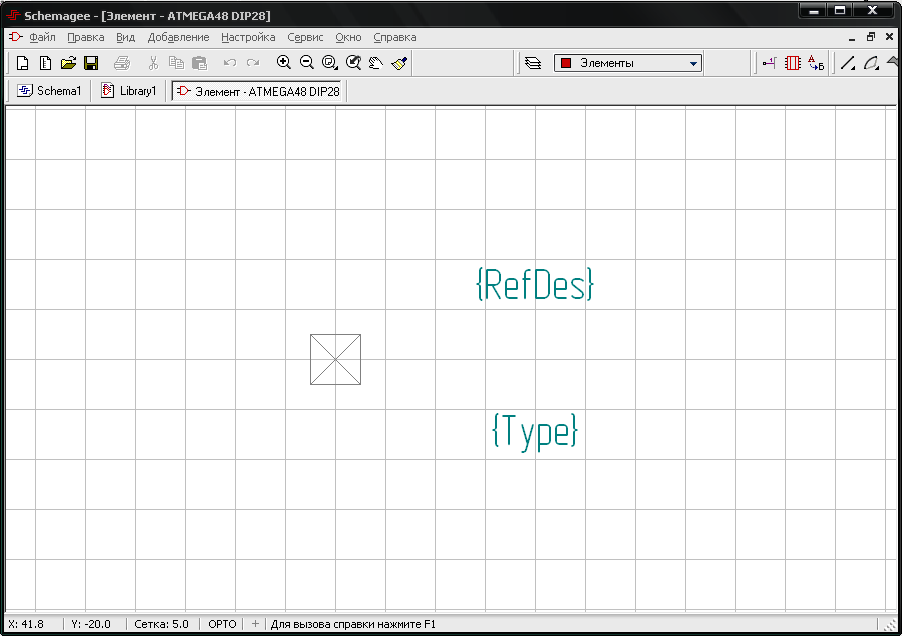 Schemagee - [Элемент - ATMEGA48 DIP28]
Файл Правка Вид Добавление Настройка Сервис Окно Справка
Элементы
А Б
Schema1 Library1 Элемент - ATMEGA48 DIP28
{RefDes}
{Type}
X: 41.8 Y: -20.0 Сетка: 5.0 ОРТО + Для вызова справки нажмите F1